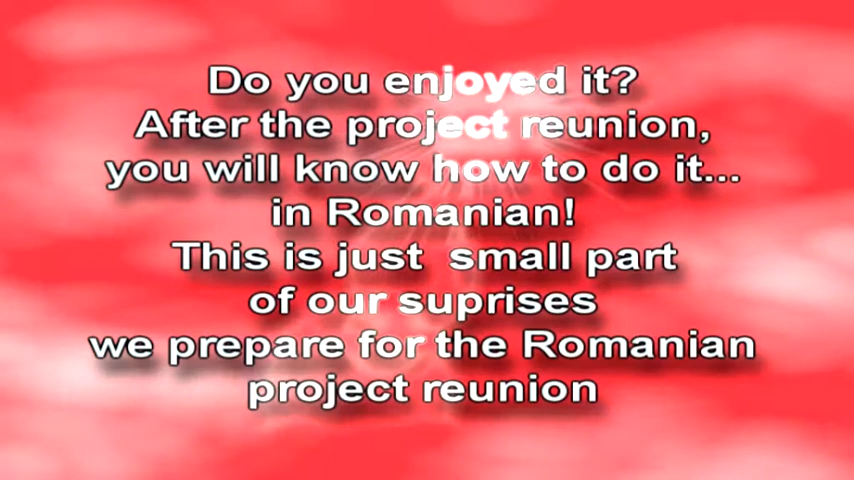 Do you enjoyed it?
After the project reunion,
you will know how to do it...
in Romanian!
This is just  small part
of our suprises
we prepare for the Romanian
project reunion